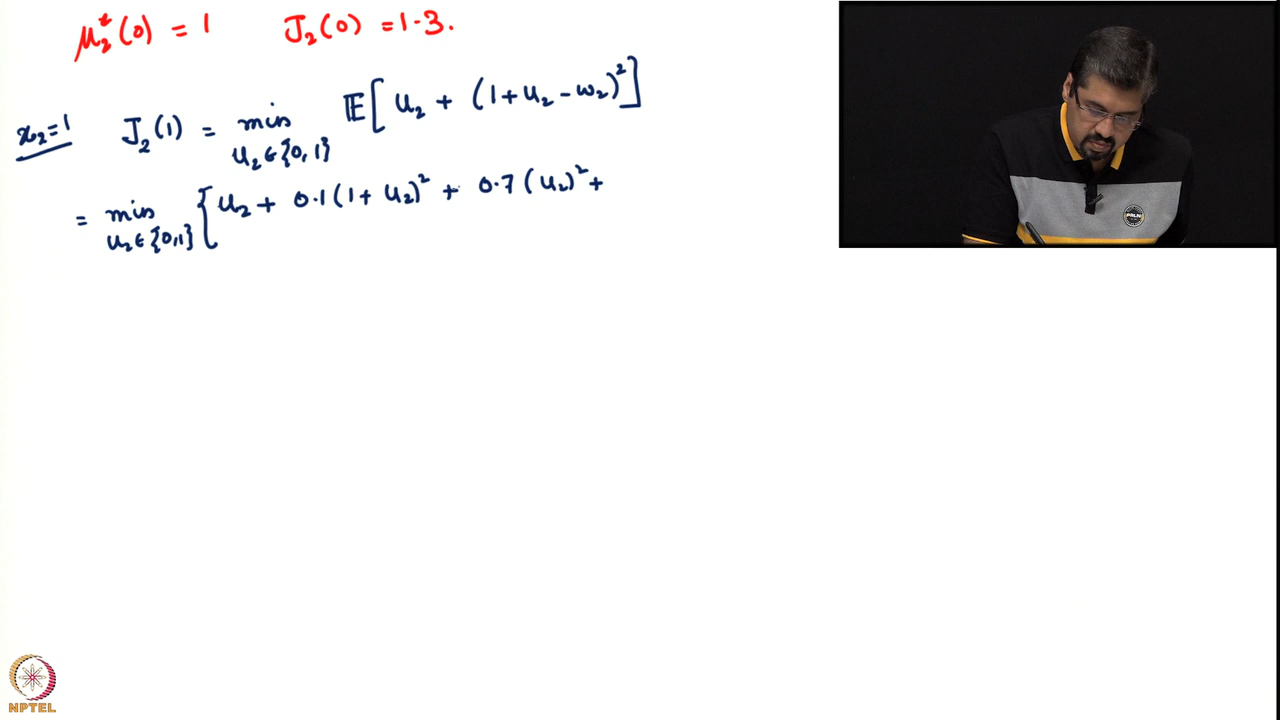 μ₂*(0) = 1 J₂(0) = 1.3.
x₂=1 J₂(1) = min E[u₂ + (1+u₂-w₂)²]
u₂∈{0,1}
= min {u₂ + 0.1(1+u₂)² + 0.7(u₂)² +
u₂∈{0,1}
NPTEL